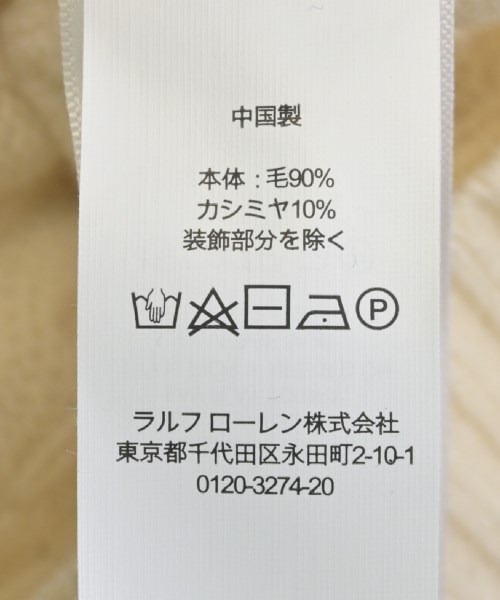 中国製
本体：毛90%
カシミヤ10%
装飾部分を除く
P
ラルフ ローレン株式会社
東京都千代田区永田町2-10-1
0120-3274-20